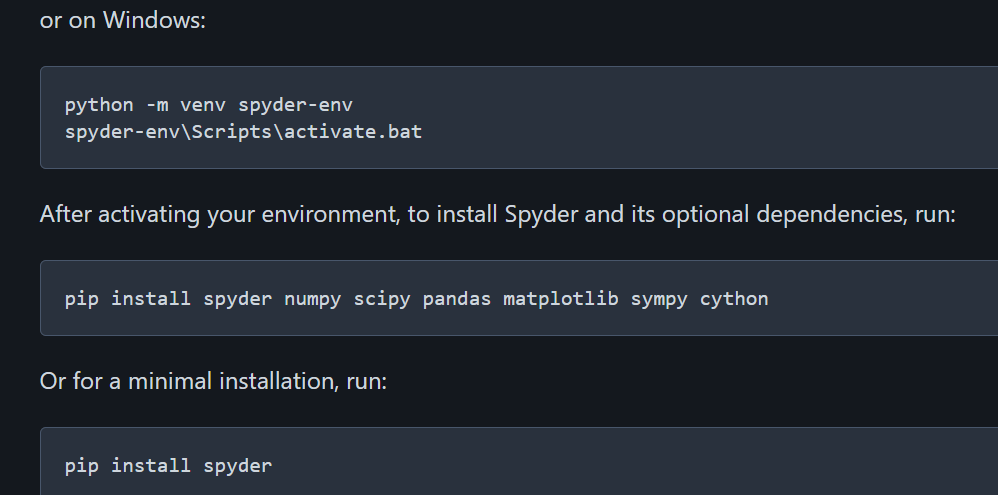 or on Windows:
python -m venv spyder-env
spyder-env\Scripts\activate.bat
After activating your environment, to install Spyder and its optional dependencies, run:
pip install spyder numpy scipy pandas matplotlib sympy cython
Or for a minimal installation, run:
pip install spyder